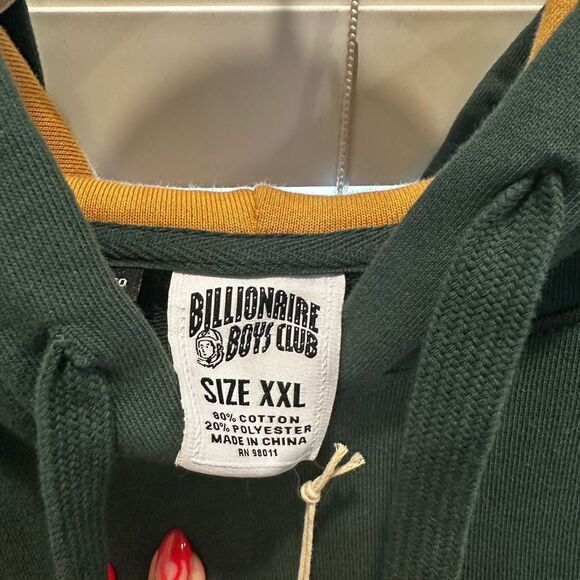 BILLIONAIRE
BOYS CLUB
SIZE XXL
80% COTTON
20% POLYESTER
MADE IN CHINA
RN 98011